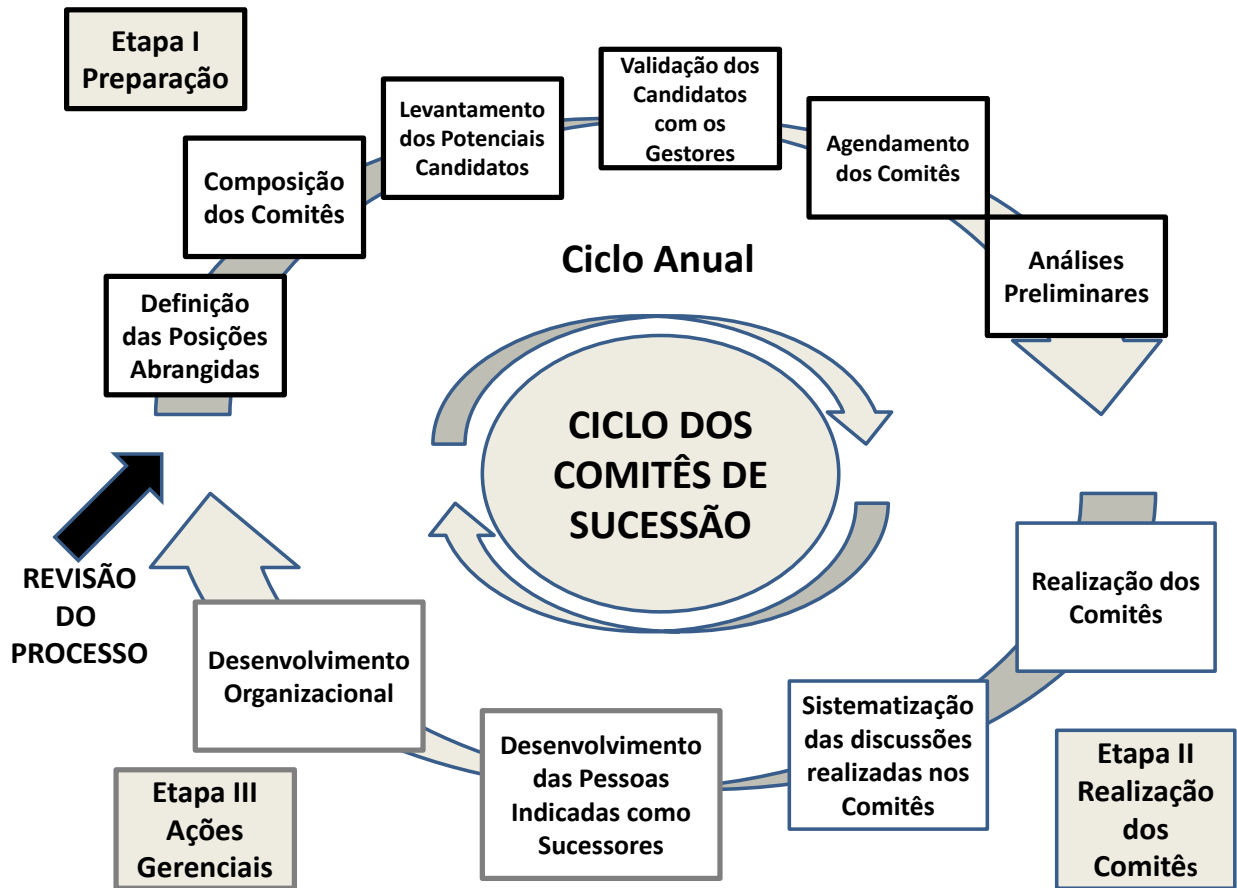 Etapa I
Preparação
Definição
das Posições
Abrangidas
Composição
dos Comitês
Levantamento
dos Potenciais
Candidatos
Validação dos
Candidatos
com os
Gestores
Agendamento
dos Comitês
Análises
Preliminares
Ciclo Anual
CICLO DOS
COMITÊS DE
SUCESSÃO
Realização dos
Comitês
Sistematização
das discussões
realizadas nos
Comitês
Etapa II
Realização
dos
Comitês
Desenvolvimento
das Pessoas
Indicadas como
Sucessores
Desenvolvimento
Organizacional
Etapa III
Ações
Gerenciais
REVISÃO
DO
PROCESSO